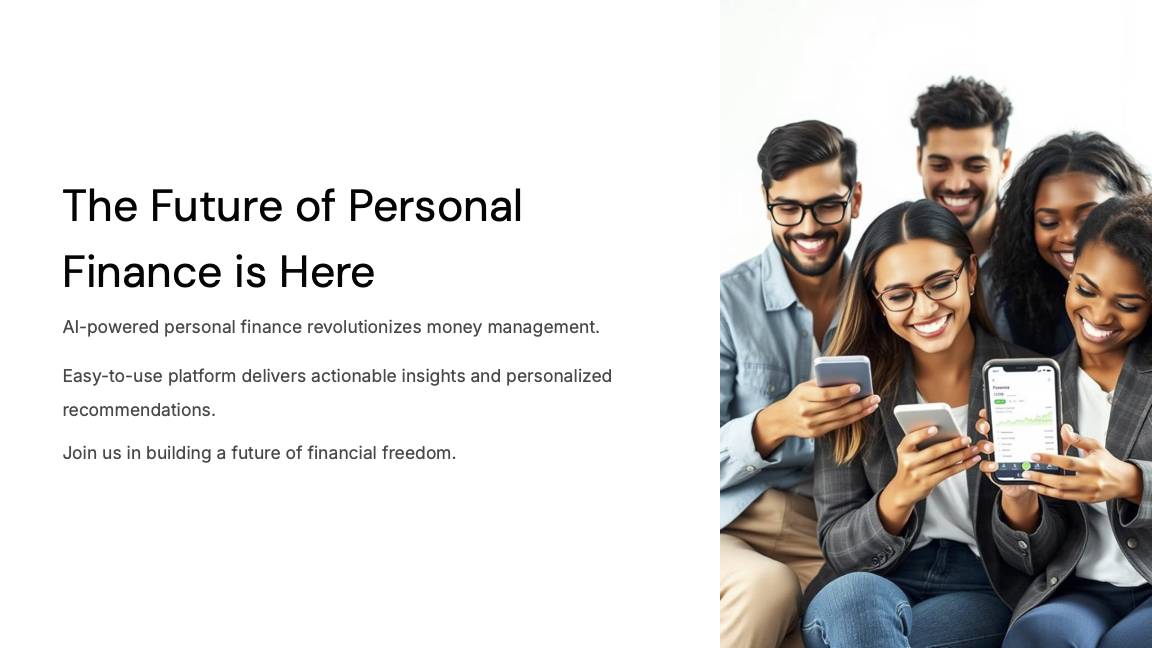 The Future of Personal
Finance is Here
AI-powered personal finance revolutionizes money management.
Easy-to-use platform delivers actionable insights and personalized
recommendations.
Join us in building a future of financial freedom.